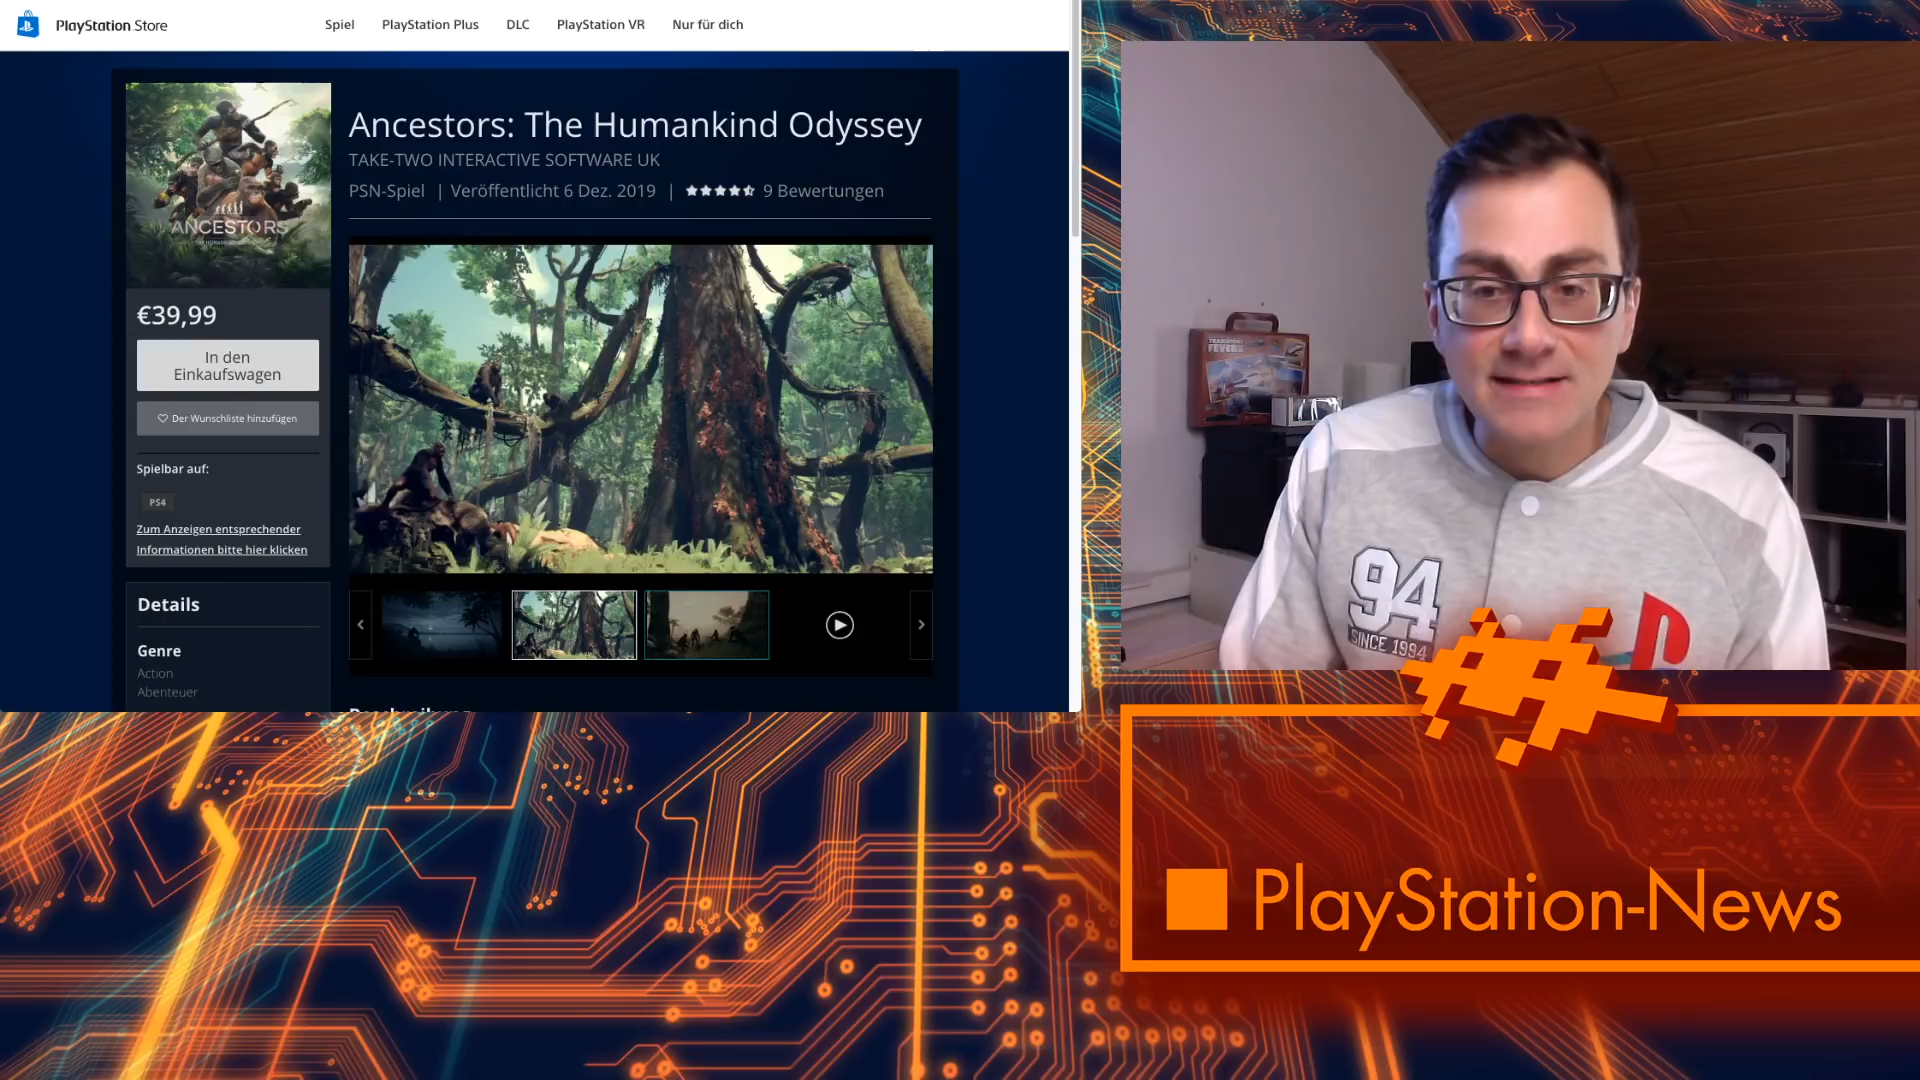 PlayStation Store
Spiel
PlayStation Plus
DLC
PlayStation VR
Nur für dich
Ancestors: The Humankind Odyssey
TAKE-TWO INTERACTIVE SOFTWARE UK
PSN-Spiel | Veröffentlicht 6 Dez. 2019 | 9 Bewertungen
ANCESTORS
€39,99
In den
Einkaufswagen
Der Wunschliste hinzufügen
Spielbar auf:
PS4
Zum Anzeigen entsprechender
Informationen bitte hier klicken
Details
Genre
Action
Abenteuer
TRANSPORT
FEVER
94
SINCE 1994
PlayStation-News